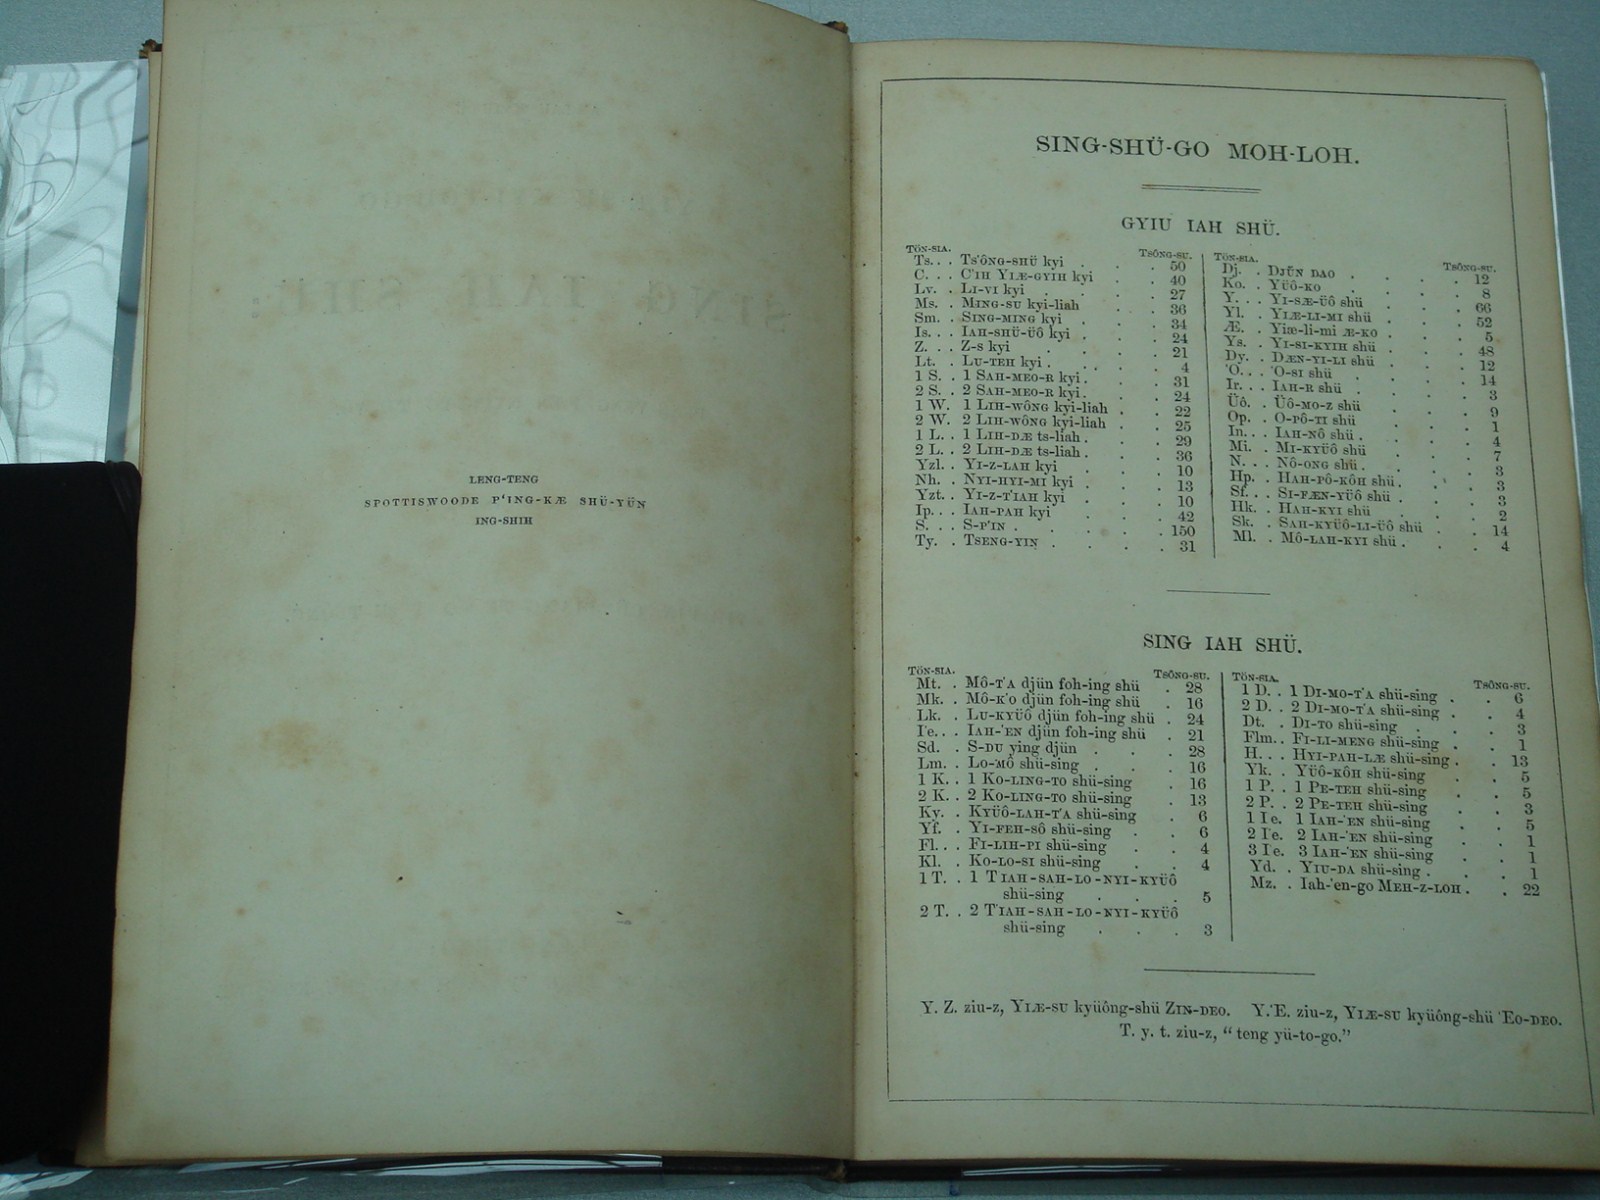 LENG-TENG
SPOTTISWOODE P'ING-KÆ SHÜ-YÜN
ING-SHIH
SING-SHÜ-GO MOH-LOH.
GYIU IAH SHÜ.
TÖN-SIA. TSÔNG-SU.
Ts. . . Ts'ÔNG-SHÜ kyi . . 50
C. . . C'IH YIÆ-GYIH kyi . . 40
Lv. . LI-VI kyi . . . 27
Ms. . MING-SU kyi-liah . . 36
Sm. . SING-MING kyi . . . 34
Is. . . IAH-SHÜ-ÜÔ kyi . . . 24
Z. . . Z-S kyi . . . 21
Lt. . LU-TEH kyi . . . . 4
1 S. . 1 SAH-MEO-R kyi . . . 31
2 S. . 2 SAH-MEO-R kyi . . . 24
1 W. . 1 LIH-WÔNG kyi-liah . . 22
2 W. . 2 LIH-WÔNG kyi-liah . . 25
1 L. . 1 LIH-DÆ ts-liah . . . 29
2 L. . 2 LIH-DÆ ts-liah . . . 36
Yzl. . YI-Z-LAH kyi . . . 10
Nh. . NYI-HYI-MI kyi . . . 13
Yzt. . YI-Z-T'IAH kyi . . . 10
Ip. . . IAH-PAH kyi . . . 42
S. . . S-P'IN . . . . 150
Ty. . TSENG-YIN . . . . 31
TÖN-SIA. TSÔNG-SU.
Dj. . DJÜN DAO . . . . 12
Ko. . YÜÔ-KO . . . . 8
Y. . . YI-SÆ-ÜÔ shü . . . 66
Yl. . YIÆ-LI-MI shü . . . 52
Æ. . Yiæ-li-mi Æ-KO . . . 5
Ys. . YI-SI-KYIH shü . . . 48
Dy. . DÆN-YI-LI shü . . . 12
'O. . . 'O-SI shü . . . 14
Ir. . . IAH-R shü . . . 3
Üô. . ÜÔ-MO-Z shü . . . 9
Op. . O-PÔ-TI shü . . . 1
In. . . IAH-NÔ shü . . . 4
Mi. . MI-KYÜÔ shü . . . 7
N. . . NÔ-ONG shü . . . 3
Hp. . HAH-PÔ-KÔH shü . . . 3
Sf. . . SI-FÆN-YÜÔ shü . . . 3
Hk. . HAH-KYI shü . . . 2
Sk. . SAH-KYÜÔ-LI-ÜÔ shü . . 14
Ml. . MÔ-LAH-KYI shü . . . 4
SING IAH SHÜ.
TÖN-SIA. TSÔNG-SU.
Mt. . MÔ-T'A djün foh-ing shü . 28
Mk. . MÔ-K'O djün foh-ing shü . 16
Lk. . LU-KYÜÔ djün foh-ing shü . 24
I'e. . . IAH-'EN djün foh-ing shü . 21
Sd. . S-DU ying djün . . . 28
Lm. . LO-MÔ shü-sing . . . 16
1 K. . 1 KO-LING-TO shü-sing . 16
2 K. . 2 KO-LING-TO shü-sing . 13
Ky. . KYÜÔ-LAH-T'A shü-sing . 6
Yf. . YI-FEH-SÔ shü-sing . . 6
Fl. . . FI-LIH-PI shü-sing . . 4
Kl. . KO-LO-SI shü-sing . . 4
1 T. . 1 T'IAH-SAH-LO-NYI-KYÜÔ
shü-sing . . . 5
2 T. . 2 T'IAH-SAH-LO-NYI-KYÜÔ
shü-sing . . . 3
TÖN-SIA. TSÔNG-SU.
1 D. . 1 DI-MO-T'A shü-sing . . 6
2 D. . 2 DI-MO-T'A shü-sing . . 4
Dt. . DI-TO shü-sing . . . 3
Flm. . FI-LI-MENG shü-sing . . 1
H. . . HYI-PAH-LÆ shü-sing . . 13
Yk. . YÜÔ-KÔH shü-sing . . 5
1 P. . 1 PE-TEH shü-sing . . 5
2 P. . 2 PE-TEH shü-sing . . 3
1 I'e. 1 IAH-'EN shü-sing . . 5
2 I'e. 2 IAH-'EN shü-sing . . 1
3 I'e. 3 IAH-'EN shü-sing . . 1
Yd. . YIU-DA shü-sing . . . 1
Mz. . Iah-'en-go MEH-Z-LOH . . 22
Y. Z. ziu-z, YIÆ-SU kyüông-shü ZIN-DEO. Y.'E. ziu-z, YIÆ-SU kyüông-shü 'EO-DEO.
T. y. t. ziu-z, “ teng yü-to-go.”